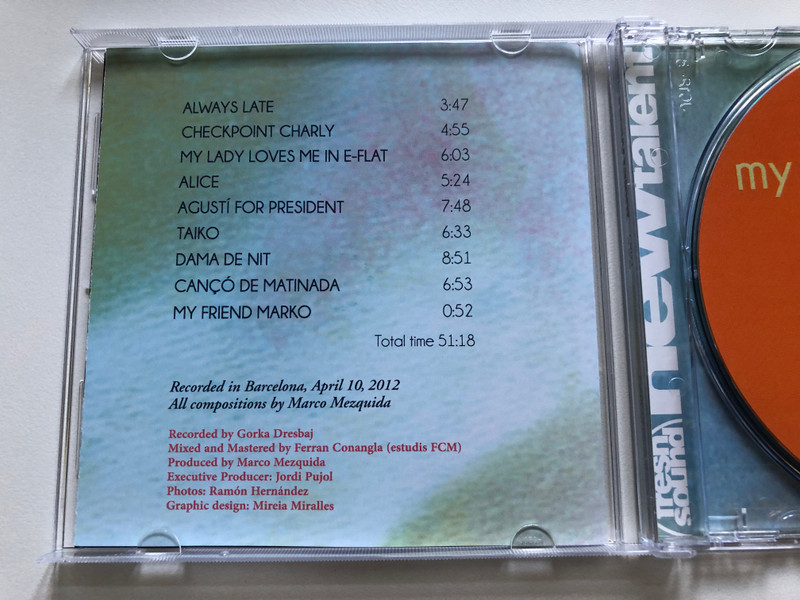 ALWAYS LATE 3:47
CHECKPOINT CHARLY 4:55
MY LADY LOVES ME IN E-FLAT 6:03
ALICE 5:24
AGUSTÍ FOR PRESIDENT 7:48
TAIKO 6:33
DAMA DE NIT 8:51
CANÇÓ DE MATINADA 6:53
MY FRIEND MARKO 0:52
Total time 51:18
Recorded in Barcelona, April 10, 2012
All compositions by Marco Mezquida
Recorded by Gorka Dresbaj
Mixed and Mastered by Ferran Conangla (estudis FCM)
Produced by Marco Mezquida
Executive Producer: Jordi Pujol
Photos: Ramón Hernández
Graphic design: Mireia Miralles
fresh
sound
newtalent
my